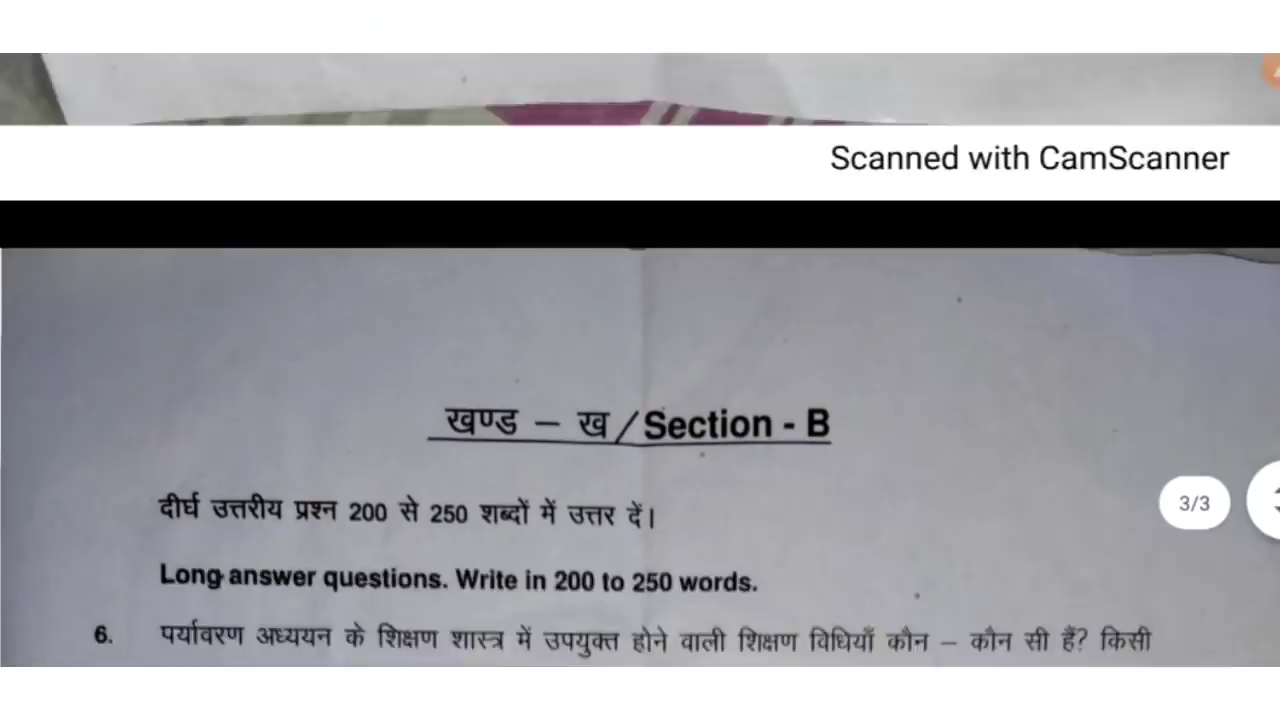 Scanned with CamScanner
खण्ड – ख / Section - B
दीर्घ उत्तरीय प्रश्न 200 से 250 शब्दों में उत्तर दें।
3/3
Long answer questions. Write in 200 to 250 words.
6. पर्यावरण अध्ययन के शिक्षण शास्त्र में उपयुक्त होने वाली शिक्षण विधियाँ कौन – कौन सी हैं? किसी